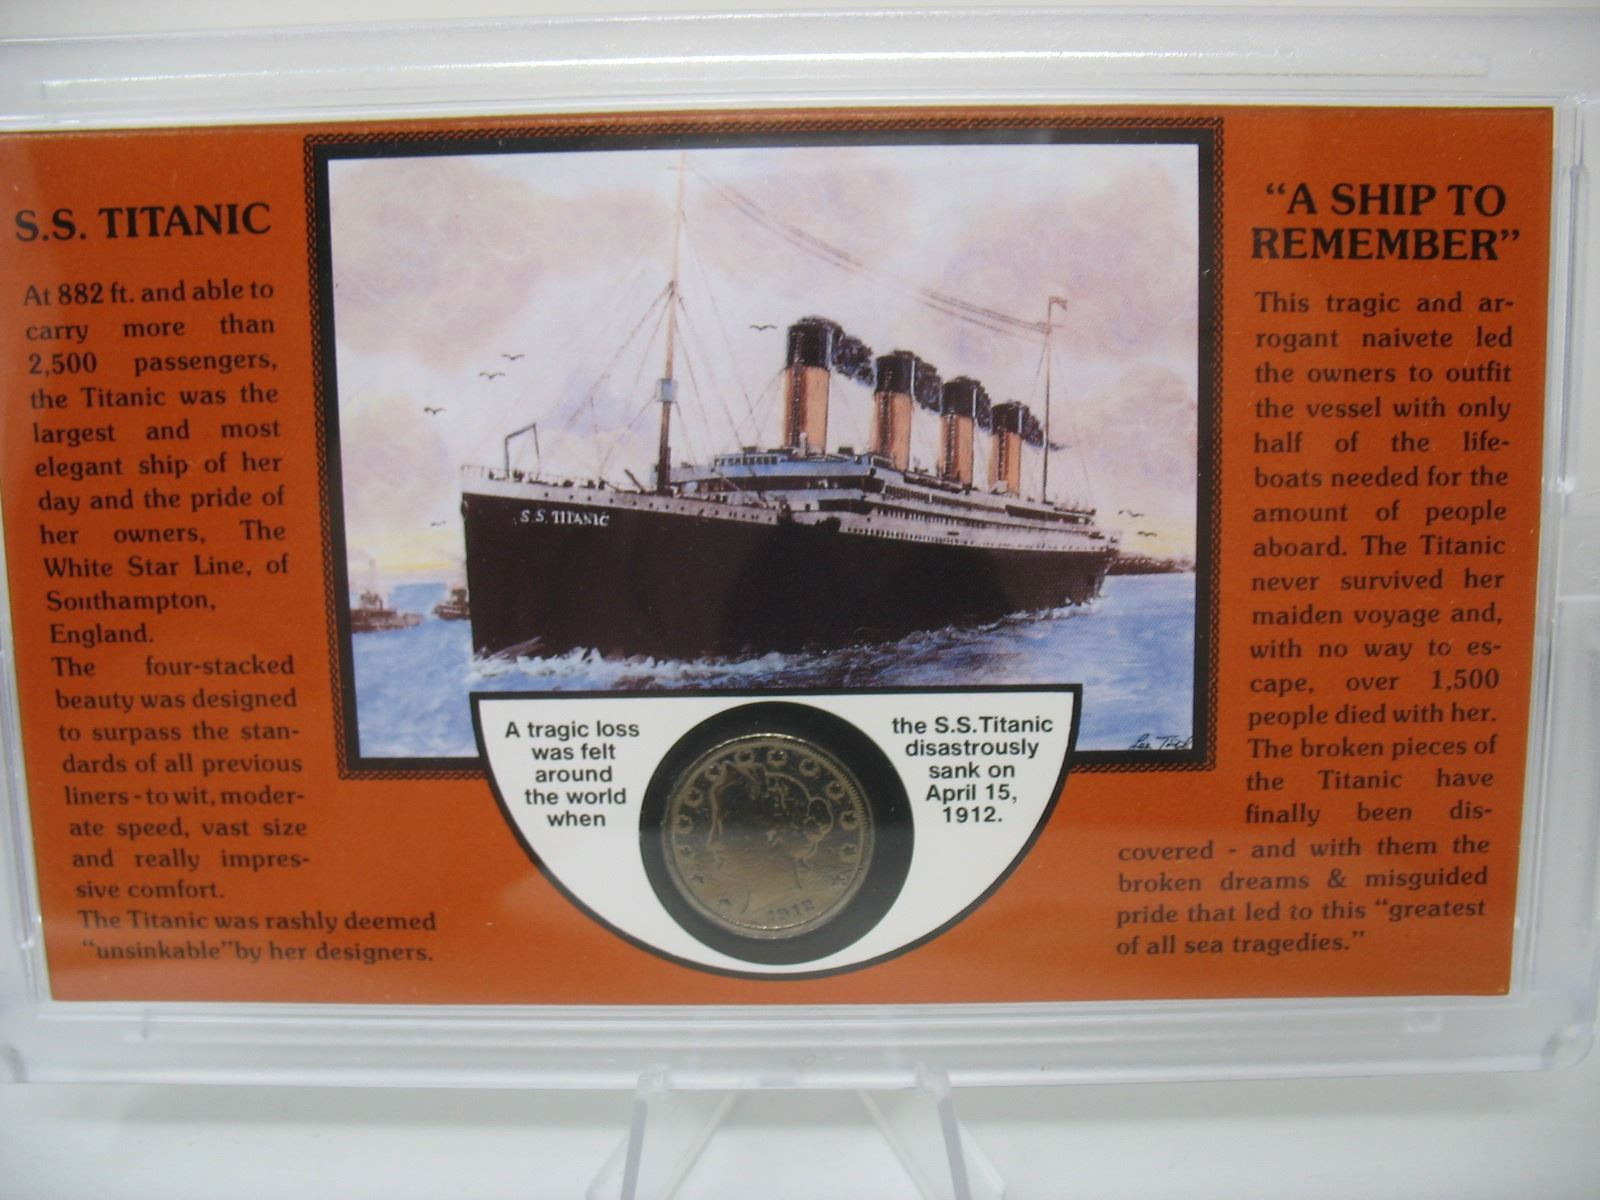 S.S. TITANIC
At 882 ft. and able to
carry more than
2,500 passengers,
the Titanic was the
largest and most
elegant ship of her
day and the pride of
her owners, The
White Star Line, of
Southampton,
England.
The four-stacked
beauty was designed
to surpass the stan-
dards of all previous
liners - to wit, moder-
ate speed, vast size
and really impres-
sive comfort.
The Titanic was rashly deemed
"unsinkable" by her designers.
S.S. TITANIC
A tragic loss
was felt
around
the world
when
1912
the S.S. Titanic
disastrously
sank on
April 15,
1912.
"A SHIP TO
REMEMBER"
This tragic and ar-
rogant naivete led
the owners to outfit
the vessel with only
half of the life-
boats needed for the
amount of people
aboard. The Titanic
never survived her
maiden voyage and,
with no way to es-
cape, over 1,500
people died with her.
The broken pieces of
the Titanic have
finally been dis-
covered - and with them the
broken dreams & misguided
pride that led to this "greatest
of all sea tragedies."